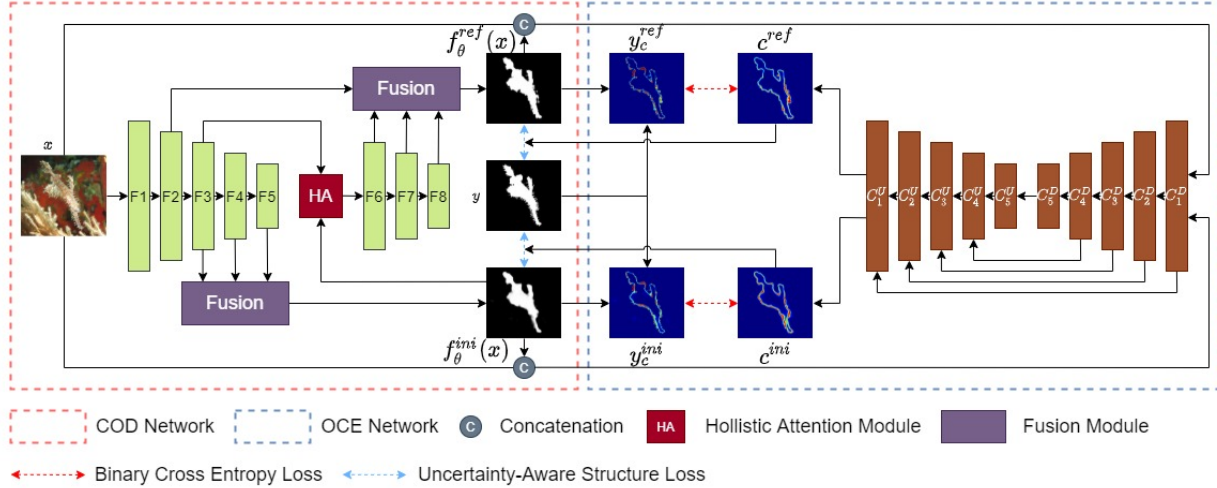 C
f_θ^{ref}(x)
y_c^{ref}
c^{ref}
Fusion
x
F1
F2
F3
F4
F5
HA
F6
F7
F8
y
C_1^U
C_2^U
C_3^U
C_4^U
C_5^U
C_5^D
C_4^D
C_3^D
C_2^D
C_1^D
Fusion
f_θ^{ini}(x)
y_c^{ini}
c^{ini}
C
COD Network
OCE Network
C
Concatenation
HA
Hollistic Attention Module
Fusion Module
Binary Cross Entropy Loss
Uncertainty-Aware Structure Loss